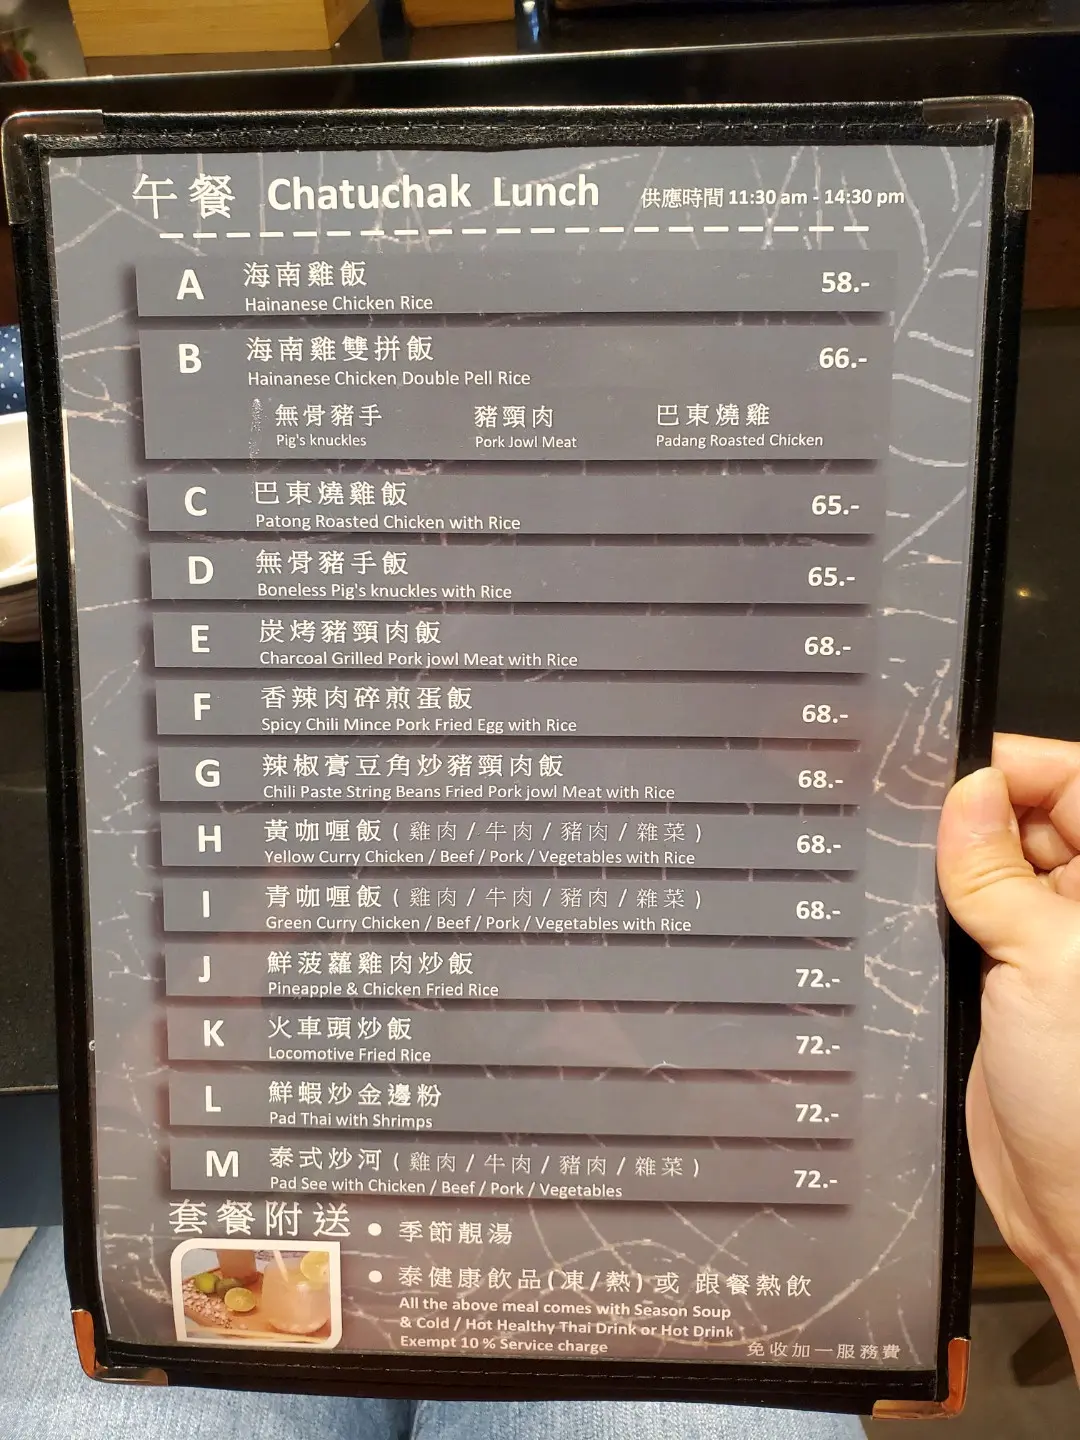 午餐 Chatuchak Lunch 供應時間 11:30 am - 14:30 pm
A 海南雞飯 58.-
Hainanese Chicken Rice
B 海南雞雙拼飯 66.-
Hainanese Chicken Double Pell Rice
無骨豬手 豬頸肉 巴東燒雞
Pig's knuckles Pork Jowl Meat Padang Roasted Chicken
C 巴東燒雞飯 65.-
Patong Roasted Chicken with Rice
D 無骨豬手飯 65.-
Boneless Pig's knuckles with Rice
E 炭烤豬頸肉飯 68.-
Charcoal Grilled Pork jowl Meat with Rice
F 香辣肉碎煎蛋飯 68.-
Spicy Chili Mince Pork Fried Egg with Rice
G 辣椒膏豆角炒豬頸肉飯 68.-
Chili Paste String Beans Fried Pork jowl Meat with Rice
H 黃咖喱飯 ( 雞肉 / 牛肉 / 豬肉 / 雜菜 ) 68.-
Yellow Curry Chicken / Beef / Pork / Vegetables with Rice
I 青咖喱飯 ( 雞肉 / 牛肉 / 豬肉 / 雜菜 ) 68.-
Green Curry Chicken / Beef / Pork / Vegetables with Rice
J 鮮菠蘿雞肉炒飯 72.-
Pineapple & Chicken Fried Rice
K 火車頭炒飯 72.-
Locomotive Fried Rice
L 鮮蝦炒金邊粉 72.-
Pad Thai with Shrimps
M 泰式炒河 ( 雞肉 / 牛肉 / 豬肉 / 雜菜 ) 72.-
Pad See with Chicken / Beef / Pork / Vegetables
套餐附送 ● 季節靚湯
● 泰健康飲品(凍/熱) 或 跟餐熱飲
All the above meal comes with Season Soup
& Cold / Hot Healthy Thai Drink or Hot Drink
Exempt 10 % Service charge 免收加一服務費